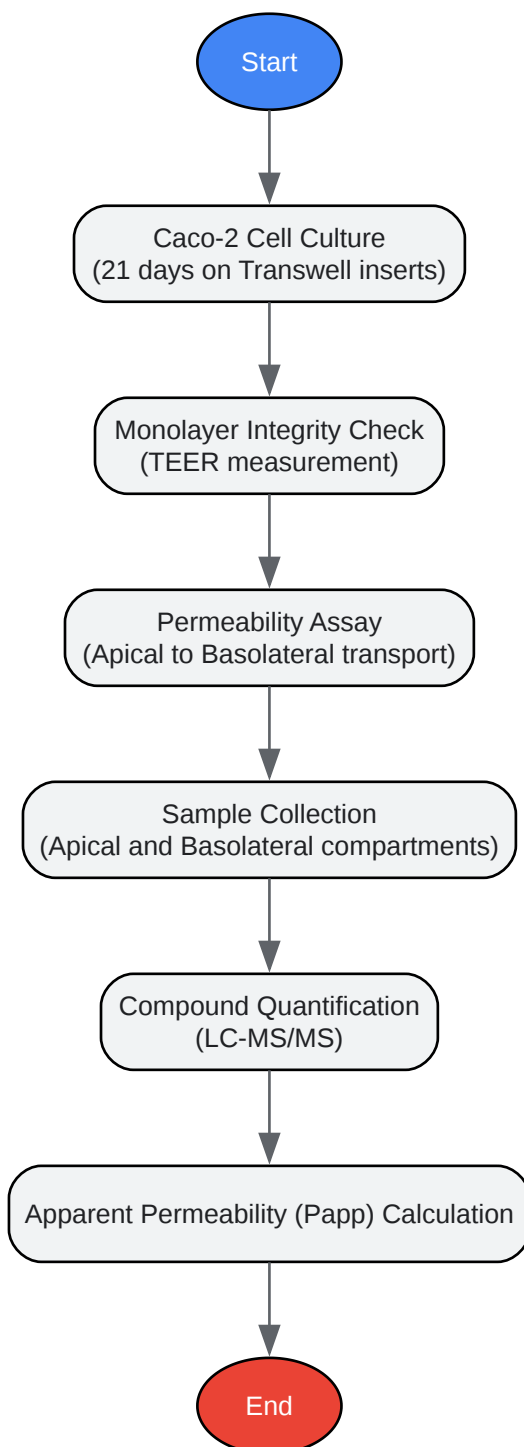 Start
Caco-2 Cell Culture
(21 days on Transwell inserts)
Monolayer Integrity Check
(TEER measurement)
Permeability Assay
(Apical to Basolateral transport)
Sample Collection
(Apical and Basolateral compartments)
Compound Quantification
(LC-MS/MS)
Apparent Permeability (Papp) Calculation
End